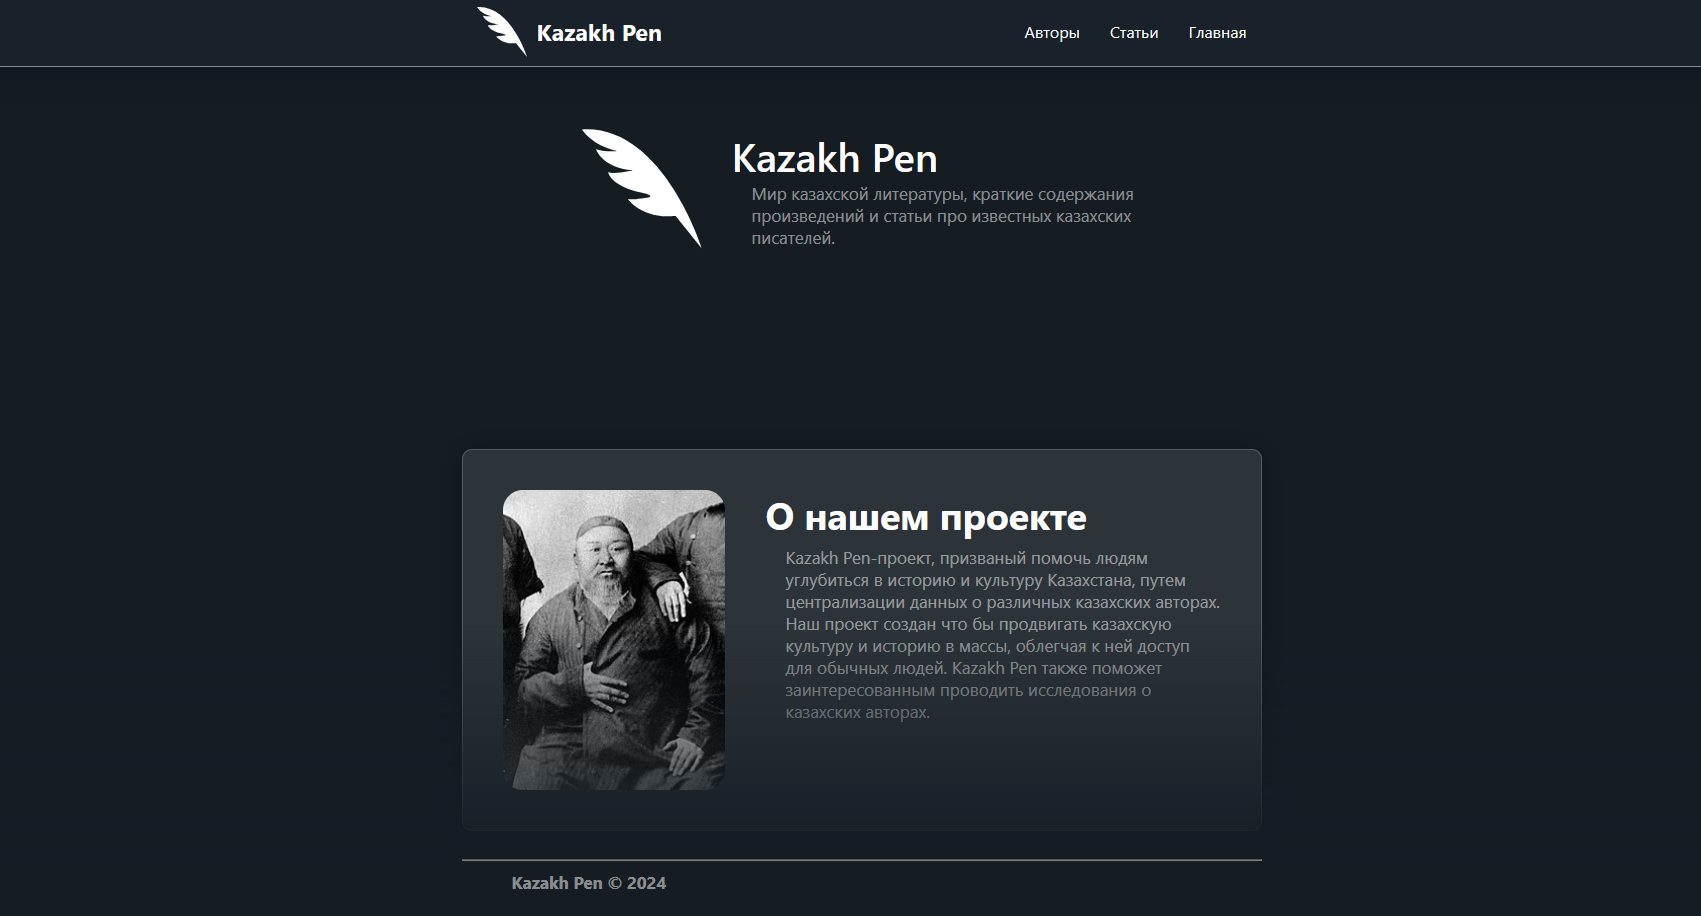 Kazakh Pen
Авторы Статьи Главная
Kazakh Pen
Мир казахской литературы, краткие содержания
произведений и статьи про известных казахских
писателей.
О нашем проекте
Kazakh Pen-проект, призваный помочь людям
углубиться в историю и культуру Казахстана, путем
централизации данных о различных казахских авторах.
Наш проект создан что бы продвигать казахскую
культуру и историю в массы, облегчая к ней доступ
для обычных людей. Kazakh Pen также поможет
заинтересованным проводить исследования о
казахских авторах.
Kazakh Pen © 2024